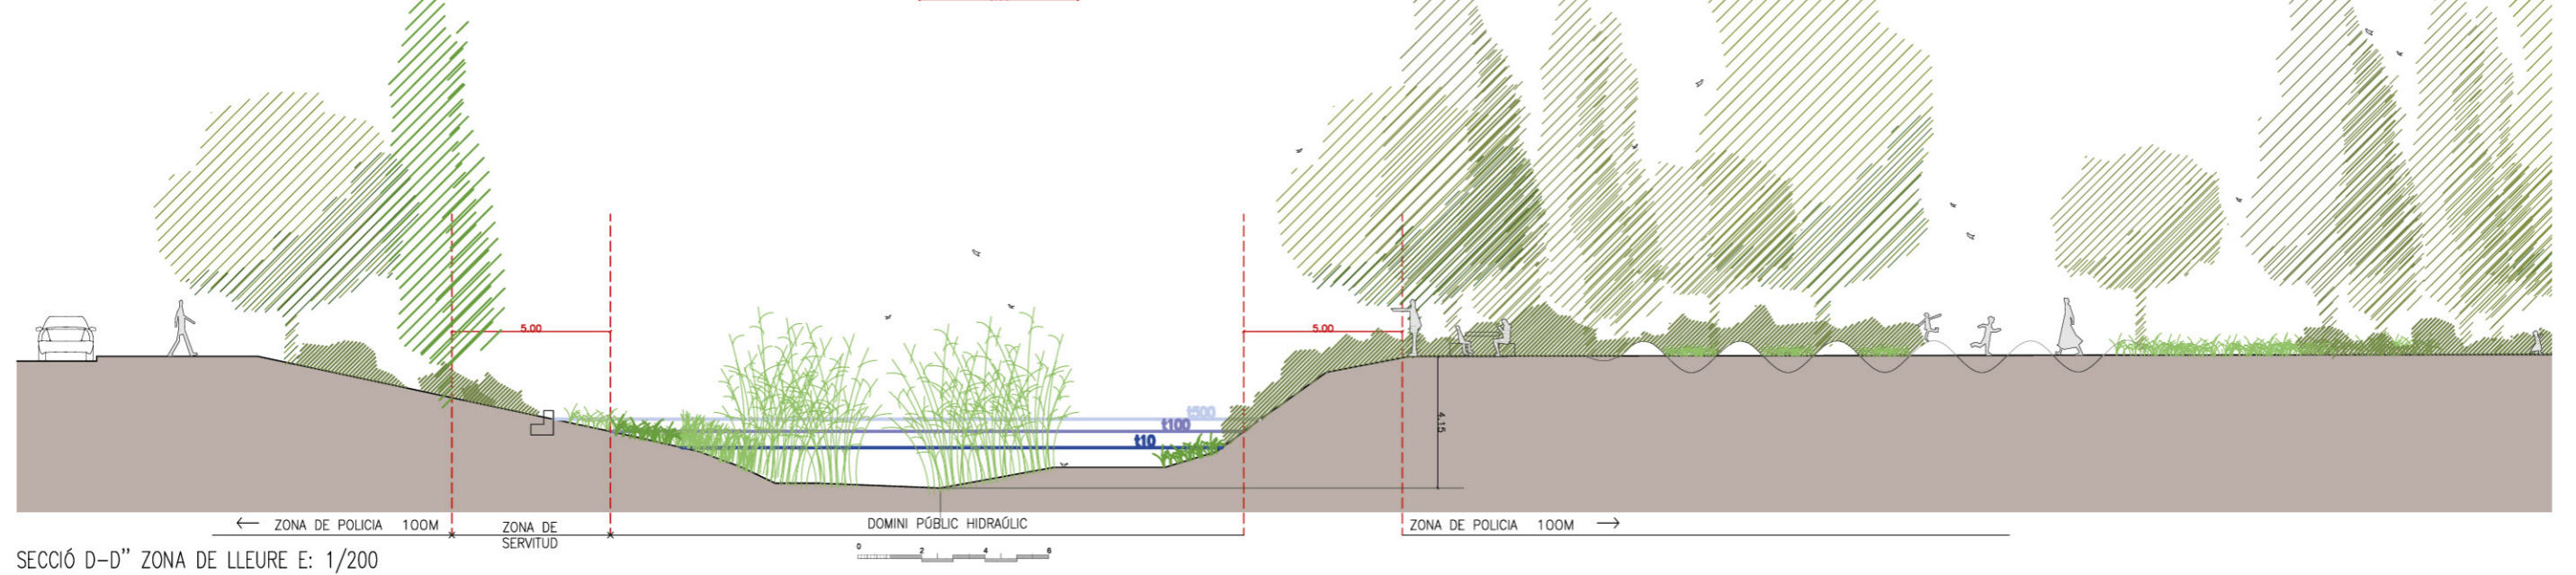 5.00
5.00
t500
t100
t10
4.15
← ZONA DE POLICIA 100M
ZONA DE
SERVITUD
DOMINI PÚBLIC HIDRAÚLIC
ZONA DE POLICIA 100M →
0 2 4 6
SECCIÓ D-D" ZONA DE LLEURE E: 1/200